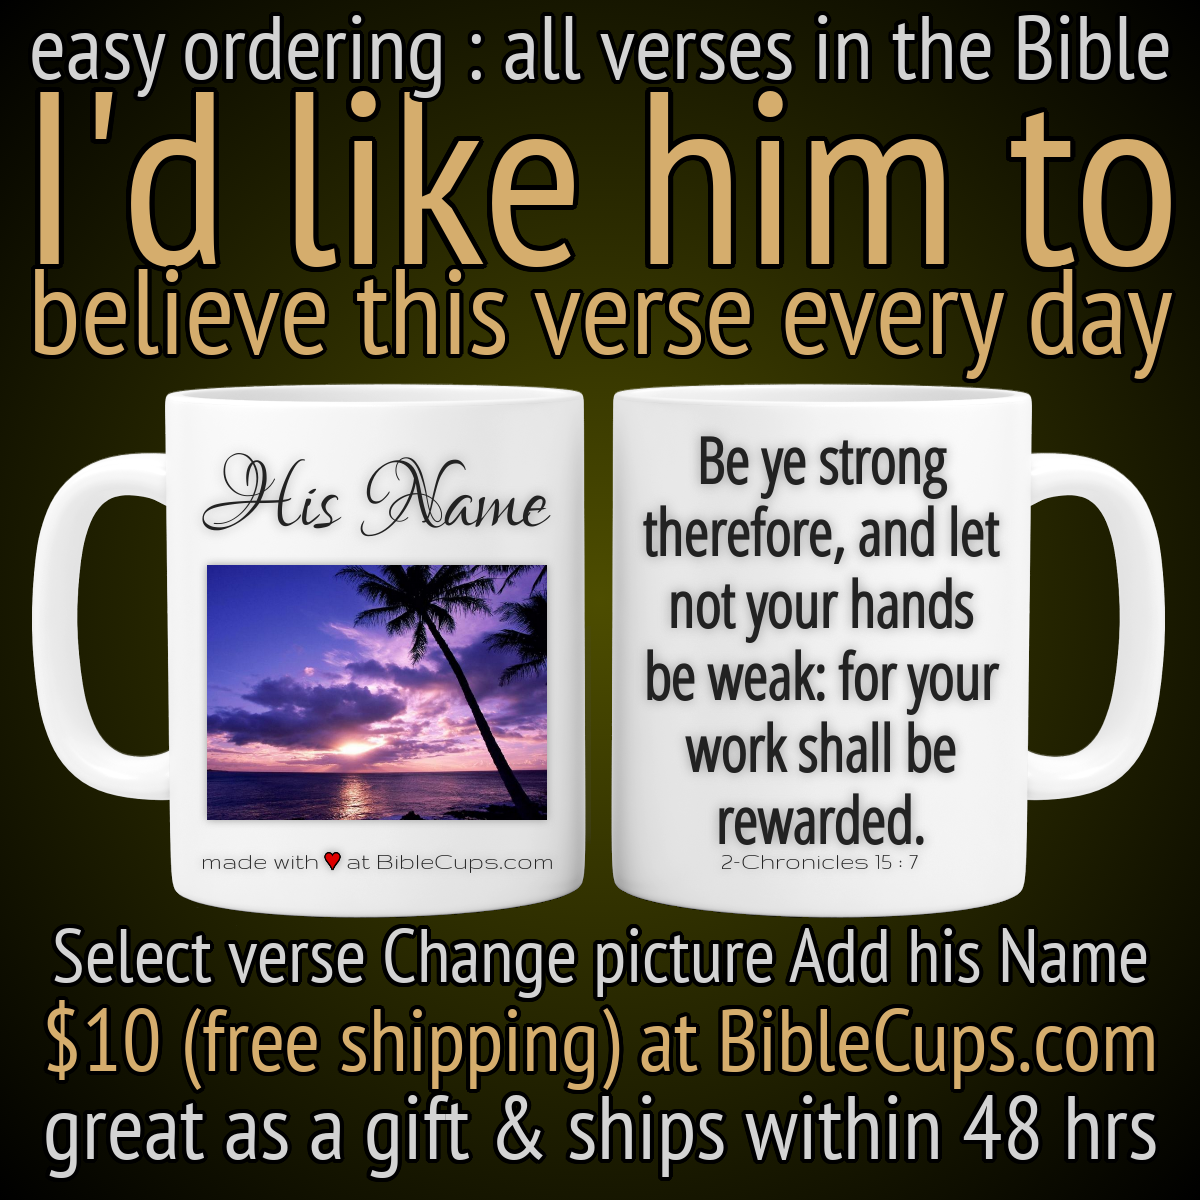 easy ordering : all verses in the Bible
I'd like him to
believe this verse every day
His Name
made with ♥ at BibleCups.com
Be ye strong
therefore, and let
not your hands
be weak: for your
work shall be
rewarded.
2-Chronicles 15 : 7
Select verse Change picture Add his Name
$10 (free shipping) at BibleCups.com
great as a gift & ships within 48 hrs